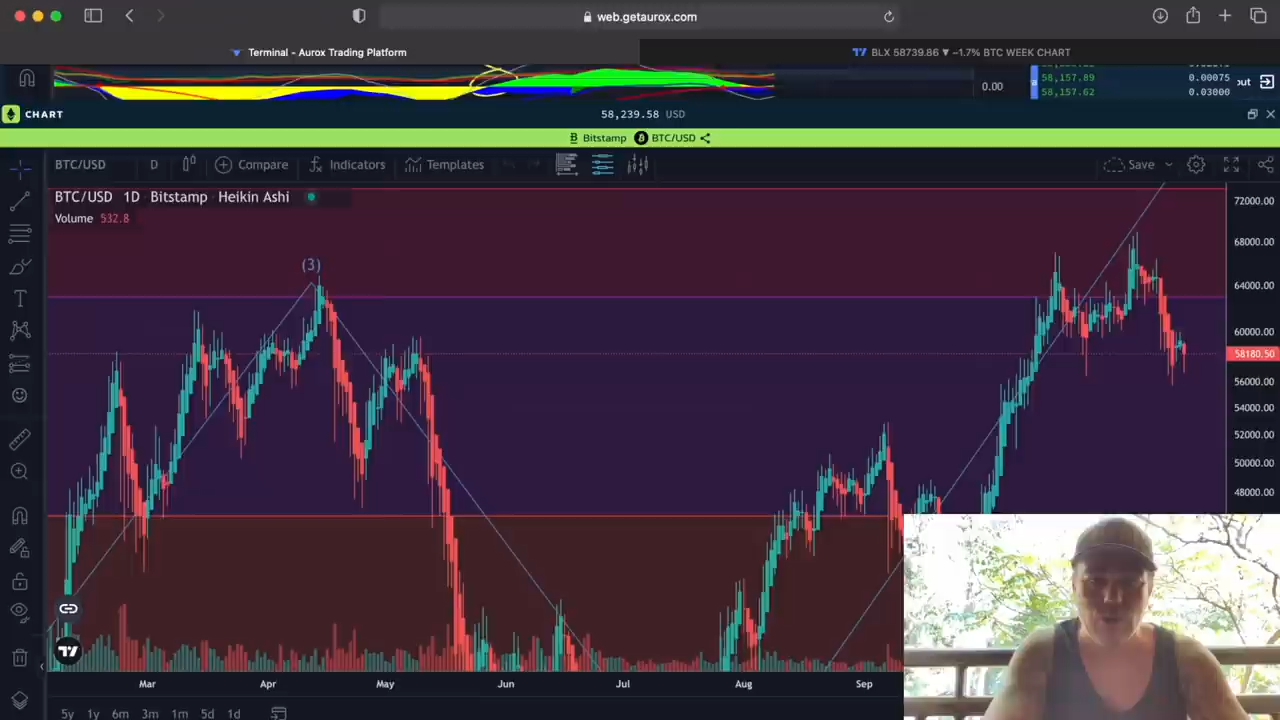 web.getaurox.com
Terminal - Aurox Trading Platform
BLX 58739.86 ▼ −1.7% BTC WEEK CHART
0.00
58,157.89 0.00075
58,157.62 0.03000
out
CHART
58,239.58 USD
Bitstamp BTC/USD
BTC/USD D Compare Indicators Templates Save
BTC/USD 1D Bitstamp Heikin Ashi
Volume 532.8
(3)
72000.00
68000.00
64000.00
60000.00
58180.50
56000.00
54000.00
52000.00
50000.00
48000.00
Mar Apr May Jun Jul Aug Sep
5y 1y 6m 3m 1m 5d 1d